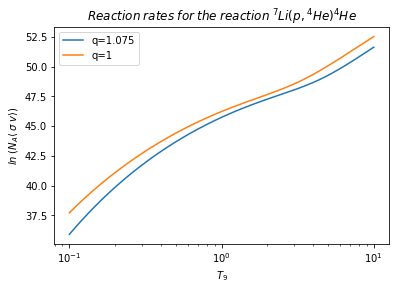 Reaction rates for the reaction ⁷Li(p, ⁴He)⁴He
q=1.075
q=1
ln (N_A⟨ σ v⟩)
52.5
50.0
47.5
45.0
42.5
40.0
37.5
10⁻¹
10⁰
10¹
T₉